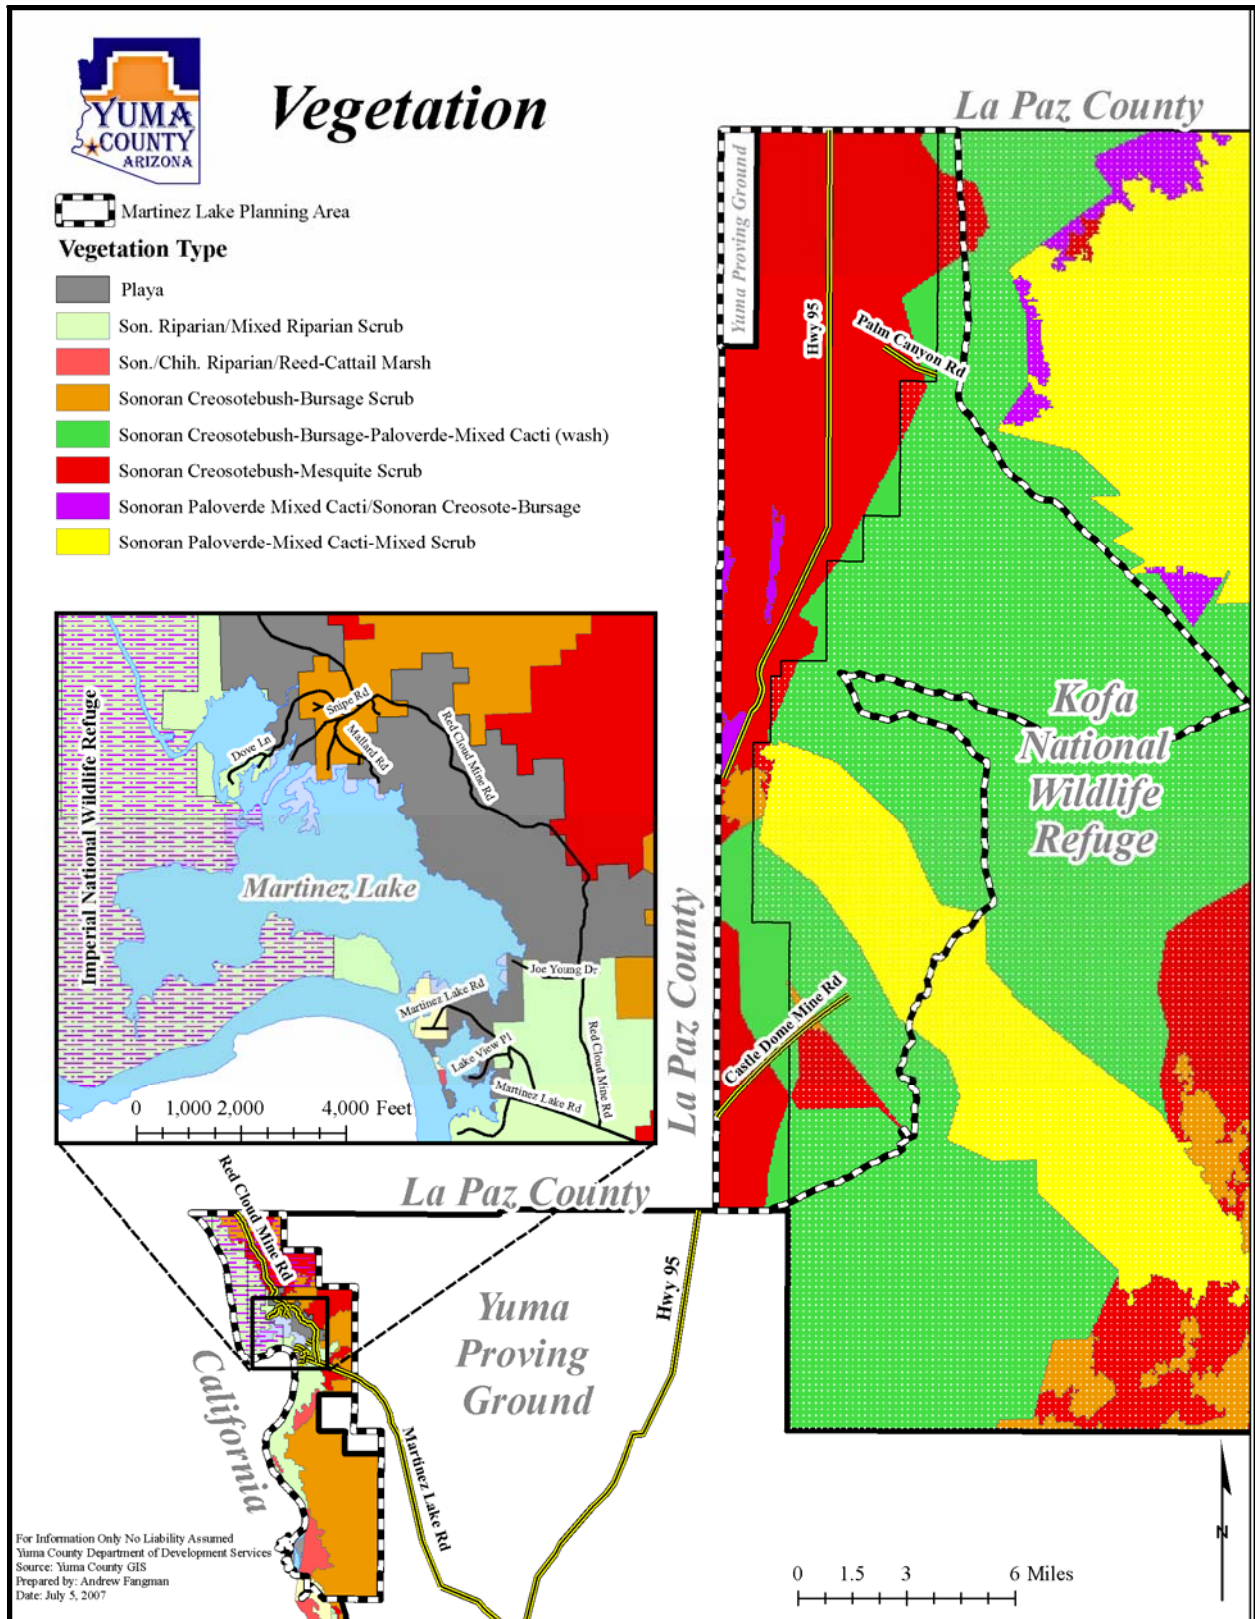 YUMA
COUNTY
ARIZONA
Vegetation
Martinez Lake Planning Area
Vegetation Type
Playa
Son. Riparian/Mixed Riparian Scrub
Son./Chih. Riparian/Reed-Cattail Marsh
Sonoran Creosotebush-Bursage Scrub
Sonoran Creosotebush-Bursage-Paloverde-Mixed Cacti (wash)
Sonoran Creosotebush-Mesquite Scrub
Sonoran Paloverde Mixed Cacti/Sonoran Creosote-Bursage
Sonoran Paloverde-Mixed Cacti-Mixed Scrub
La Paz County
Yuma Proving Ground
Hwy 95
Palm Canyon Rd
Kofa
National
Wildlife
Refuge
La Paz County
Castle Dome Mine Rd
Imperial National Wildlife Refuge
Snipe Rd
Dove Ln
Mallard Rd
Red Cloud Mine Rd
Martinez Lake
Joe Young Dr
Martinez Lake Rd
Lake View Pl
Martinez Lake Rd
Red Cloud Mine Rd
0 1,000 2,000 4,000 Feet
La Paz County
Red Cloud Mine Rd
Hwy 95
Yuma
Proving
Ground
California
Martinez Lake Rd
For Information Only No Liability Assumed
Yuma County Department of Development Services
Source: Yuma County GIS
Prepared by: Andrew Fangman
Date: July 5, 2007
N
0 1.5 3 6 Miles